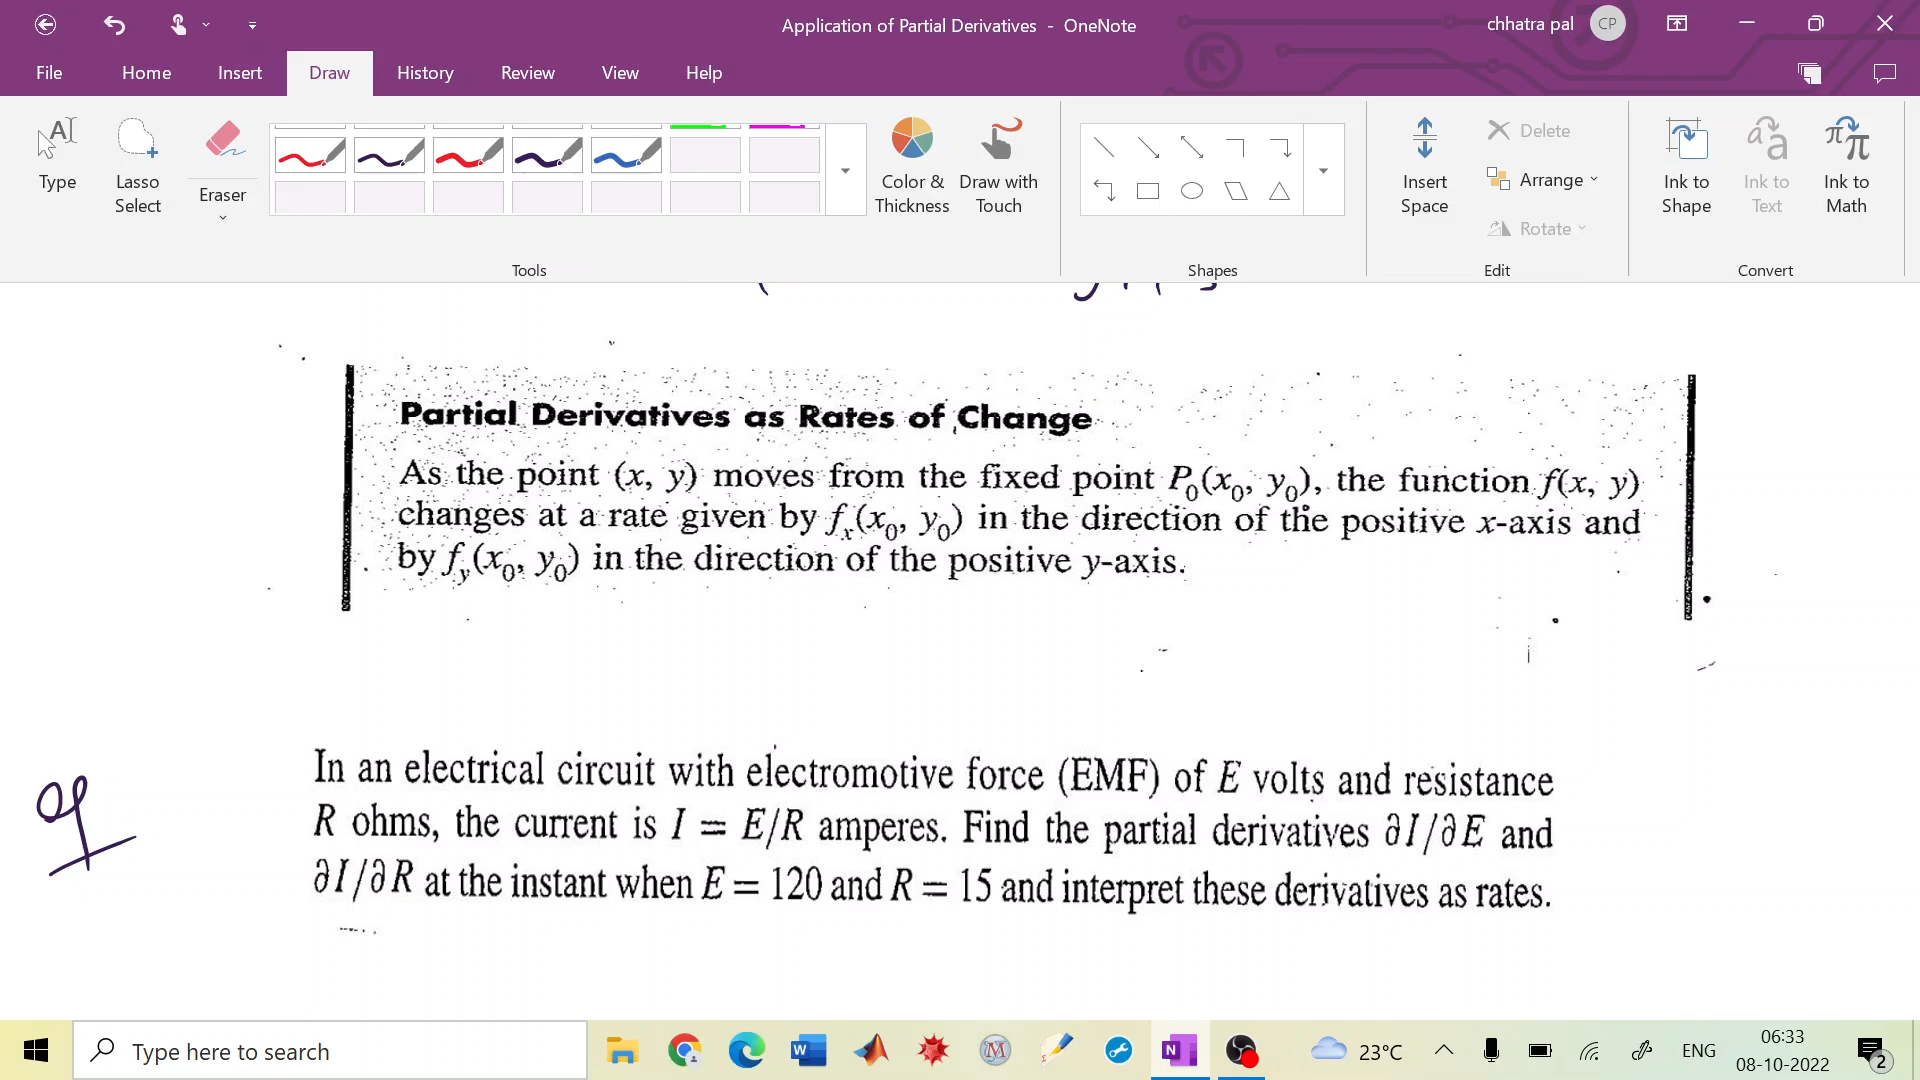 Application of Partial Derivatives - OneNote
chhatra pal CP
File Home Insert Draw History Review View Help
Type
Lasso Select
Eraser
Color & Thickness
Draw with Touch
Insert Space
Delete
Arrange
Rotate
Ink to Shape
Ink to Text
Ink to Math
Tools Shapes Edit Convert
Partial Derivatives as Rates of Change
As the point (x, y) moves from the fixed point P₀(x₀, y₀), the function f(x, y)
changes at a rate given by fₓ(x₀, y₀) in the direction of the positive x-axis and
by f_y(x₀, y₀) in the direction of the positive y-axis.
In an electrical circuit with electromotive force (EMF) of E volts and resistance
R ohms, the current is I = E/R amperes. Find the partial derivatives ∂I/∂E and
∂I/∂R at the instant when E = 120 and R = 15 and interpret these derivatives as rates.
Type here to search
23°C
ENG
06:33
08-10-2022
2